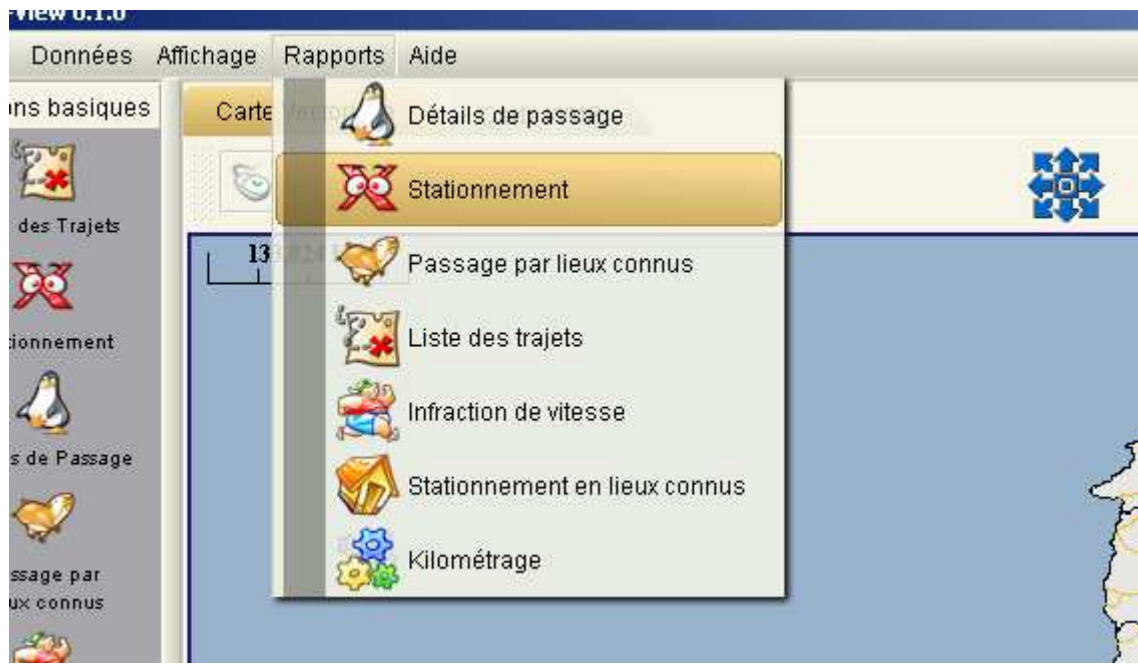 -View 0.1.0
Données Affichage Rapports Aide
ns basiques
Carte
Détails de passage
Stationnement
Passage par lieux connus
Liste des trajets
Infraction de vitesse
Stationnement en lieux connus
Kilométrage
des Trajets
tionnement
s de Passage
ssage par
ux connus
13